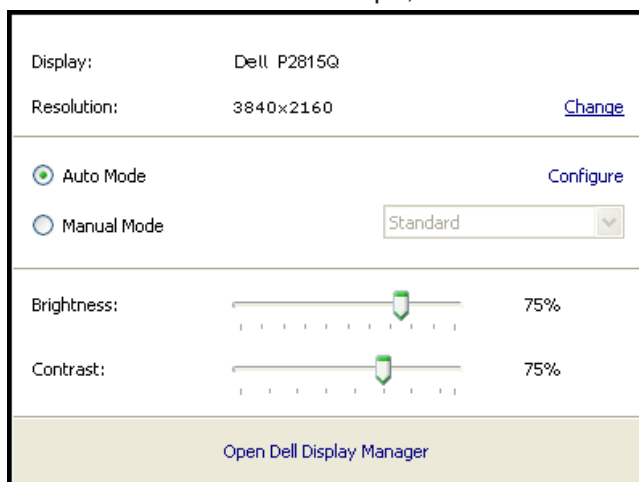 Display: Dell P2815Q
Resolution: 3840x2160 Change
Auto Mode Configure
Manual Mode Standard
Brightness: 75%
Contrast: 75%
Open Dell Display Manager